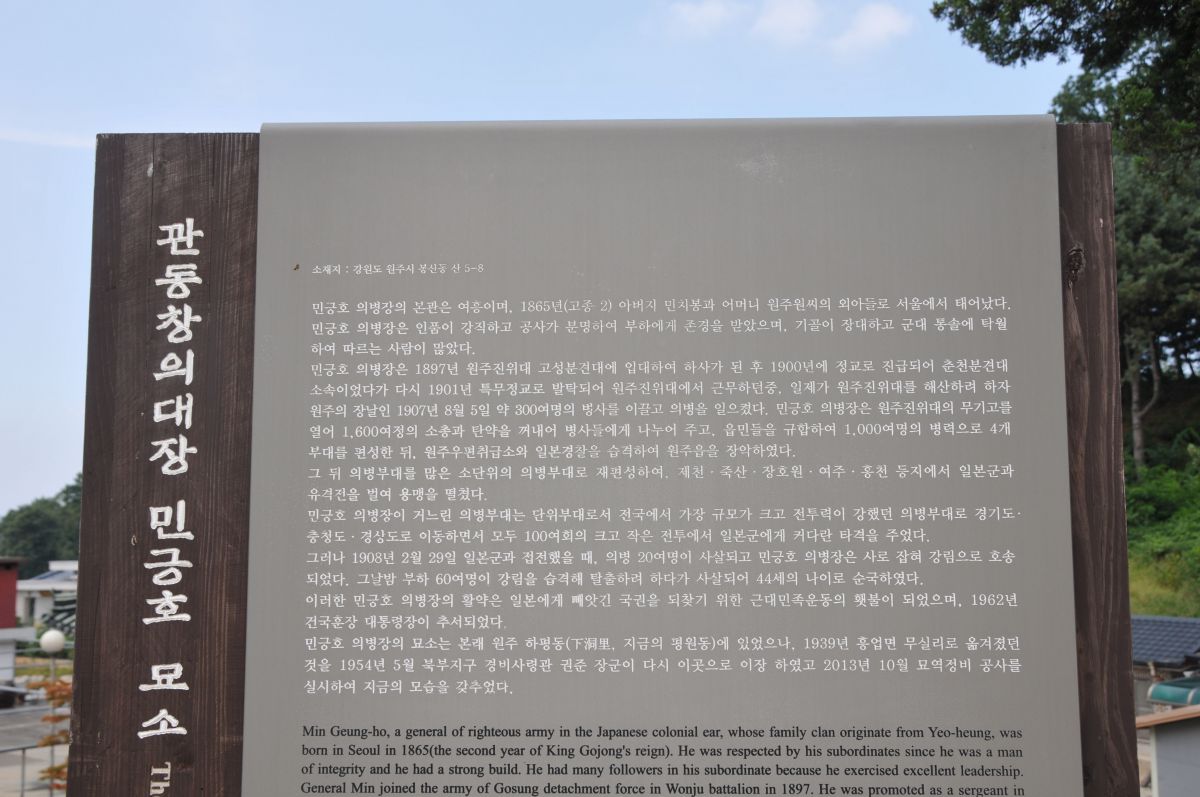 관동창의대장 민긍호 묘소
소재지 : 강원도 원주시 봉산동 산 5-8
민긍호 의병장의 본관은 여흥이며, 1865년(고종 2) 아버지 민치봉과 어머니 원주원씨의 외아들로 서울에서 태어났다.
민긍호 의병장은 인품이 강직하고 공사가 분명하여 부하에게 존경을 받았으며, 기골이 장대하고 군대 통솔에 탁월
하여 따르는 사람이 많았다.
민긍호 의병장은 1897년 원주진위대 고성분견대에 입대하여 하사가 된 후 1900년에 정교로 진급되어 춘천분견대
소속이었다가 다시 1901년 특무정교로 발탁되어 원주진위대에서 근무하던중, 일제가 원주진위대를 해산하려 하자
원주의 장날인 1907년 8월 5일 약 300여명의 병사를 이끌고 의병을 일으켰다. 민긍호 의병장은 원주진위대의 무기고를
열어 1,600여정의 소총과 탄약을 꺼내어 병사들에게 나누어 주고, 읍민들을 규합하여 1,000여명의 병력으로 4개
부대를 편성한 뒤, 원주우편취급소와 일본경찰을 습격하여 원주읍을 장악하였다.
그 뒤 의병부대를 많은 소단위의 의병부대로 재편성하여, 제천 · 죽산 · 장호원 · 여주 · 홍천 등지에서 일본군과
유격전을 벌여 용맹을 떨쳤다.
민긍호 의병장이 거느린 의병부대는 단위부대로서 전국에서 가장 규모가 크고 전투력이 강했던 의병부대로 경기도·
충청도 · 경상도로 이동하면서 모두 100여회의 크고 작은 전투에서 일본군에게 커다란 타격을 주었다.
그러나 1908년 2월 29일 일본군과 접전했을 때, 의병 20여명이 사살되고 민긍호 의병장은 사로 잡혀 강림으로 호송
되었다. 그날밤 부하 60여명이 강림을 습격해 탈출하려 하다가 사살되어 44세의 나이로 순국하였다.
이러한 민긍호 의병장의 활약은 일본에게 빼앗긴 국권을 되찾기 위한 근대민족운동의 횃불이 되었으며, 1962년
건국훈장 대통령장이 추서되었다.
민긍호 의병장의 묘소는 본래 원주 하평동(下洞里, 지금의 평원동)에 있었으나, 1939년 흥업면 무실리로 옮겨졌던
것을 1954년 5월 북부지구 경비사령관 권준 장군이 다시 이곳으로 이장 하였고 2013년 10월 묘역정비 공사를
실시하여 지금의 모습을 갖추었다.
Min Geung-ho, a general of righteous army in the Japanese colonial ear, whose family clan originate from Yeo-heung, was
born in Seoul in 1865(the second year of King Gojong's reign). He was respected by his subordinates since he was a man
of integrity and he had a strong build. He had many followers in his subordinate because he exercised excellent leadership.
General Min joined the army of Gosung detachment force in Wonju battalion in 1897. He was promoted as a sergeant in